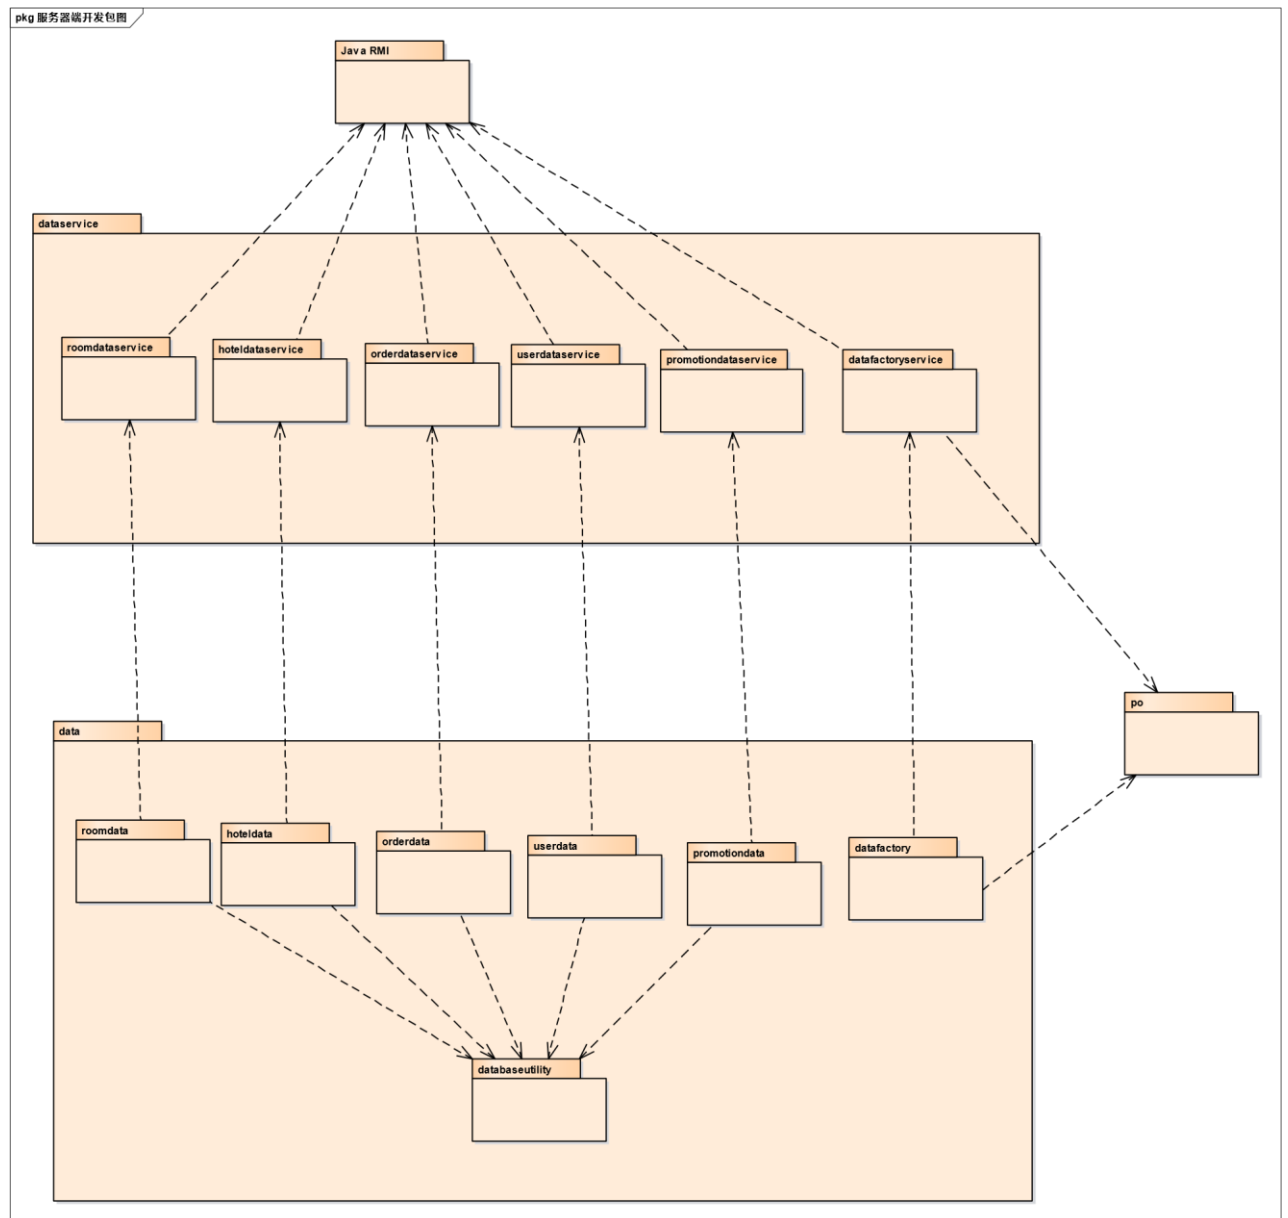 pkg 服务器端开发包图
Java RMI
dataservice
roomdataservice
hoteldataservice
orderdataservice
userdataservice
promotiondataservice
datafactoryservice
po
data
roomdata
hoteldata
orderdata
userdata
promotiondata
datafactory
databaseutility